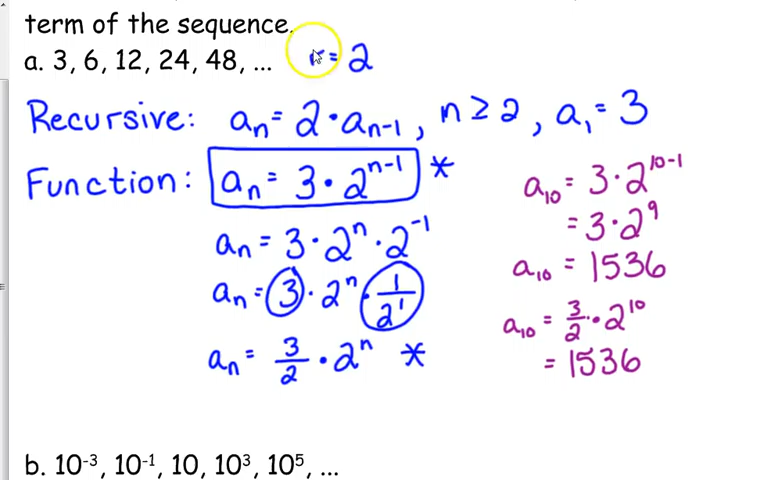 term of the sequence.
a. 3, 6, 12, 24, 48, ... r = 2
Recursive: aₙ = 2 · aₙ₋₁ , n ≥ 2 , a₁ = 3
Function: aₙ = 3 · 2ⁿ⁻¹ *
aₙ = 3 · 2ⁿ · 2⁻¹
aₙ = 3 · 2ⁿ · 1/2¹
aₙ = 3/2 · 2ⁿ *
a₁₀ = 3 · 2¹⁰⁻¹
= 3 · 2⁹
a₁₀ = 1536
a₁₀ = 3/2 · 2¹⁰
= 1536
b. 10⁻³, 10⁻¹, 10, 10³, 10⁵, ...